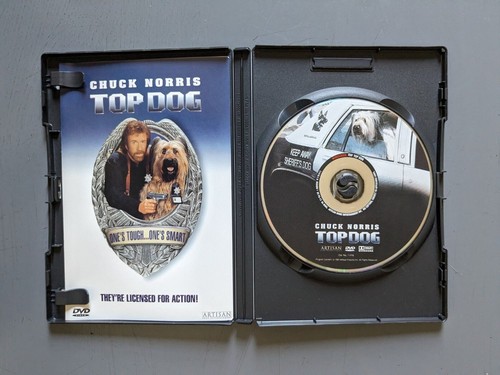 CHUCK NORRIS
TOP DOG
ONE'S TOUGH...ONE'S SMART
THEY'RE LICENSED FOR ACTION!
DVD
ARTISAN
KEEP AWAY
SHERIFF'S DOG
CHUCK NORRIS
TOP DOG
ARTISAN DVD